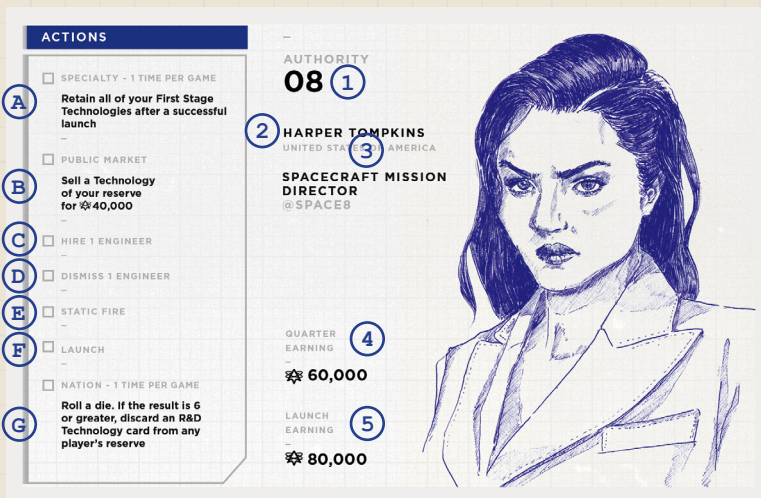 ACTIONS
A
SPECIALTY - 1 TIME PER GAME
Retain all of your First Stage
Technologies after a successful
launch
–
B
PUBLIC MARKET
Sell a Technology
of your reserve
for 40,000
–
C
HIRE 1 ENGINEER
–
D
DISMISS 1 ENGINEER
–
E
STATIC FIRE
–
F
LAUNCH
–
G
NATION - 1 TIME PER GAME
Roll a die. If the result is 6
or greater, discard an R&D
Technology card from any
player's reserve
–
AUTHORITY
08 1
2 HARPER TOMPKINS
UNITED STATES OF AMERICA
3
SPACECRAFT MISSION
DIRECTOR
@SPACE8
QUARTER
EARNING
4
–
60,000
LAUNCH
EARNING
5
–
80,000